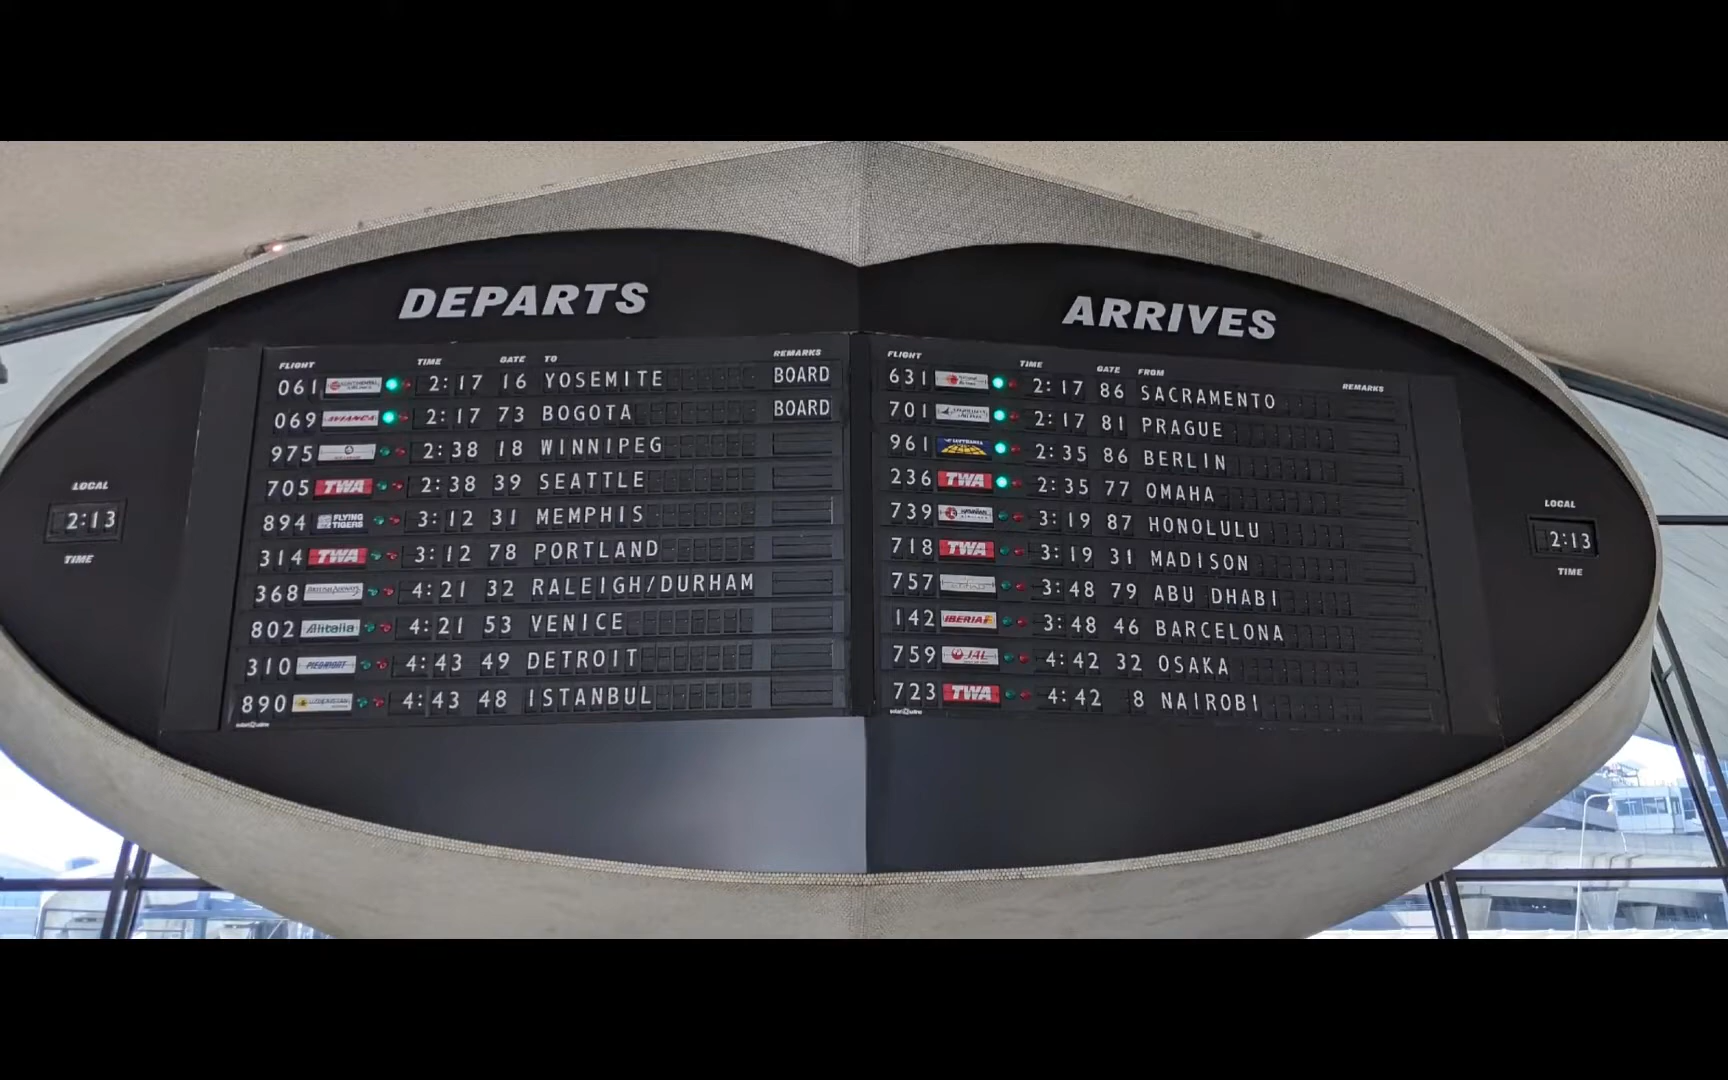 DEPARTS
FLIGHT TIME GATE TO REMARKS
061 2:17 16 YOSEMITE BOARD
069 AVIANCA 2:17 73 BOGOTA BOARD
975 2:38 18 WINNIPEG
705 TWA 2:38 39 SEATTLE
894 FLYING TIGERS 3:12 31 MEMPHIS
314 TWA 3:12 78 PORTLAND
368 4:21 32 RALEIGH/DURHAM
802 Alitalia 4:21 53 VENICE
310 PIEDMONT 4:43 49 DETROIT
890 4:43 48 ISTANBUL
LOCAL
2:13
TIME
ARRIVES
FLIGHT TIME GATE FROM REMARKS
631 2:17 86 SACRAMENTO
701 2:17 81 PRAGUE
961 LUFTHANSA 2:35 86 BERLIN
236 TWA 2:35 77 OMAHA
739 3:19 87 HONOLULU
718 TWA 3:19 31 MADISON
757 3:48 79 ABU DHABI
142 IBERIA 3:48 46 BARCELONA
759 JAL 4:42 32 OSAKA
723 TWA 4:42 8 NAIROBI
LOCAL
2:13
TIME